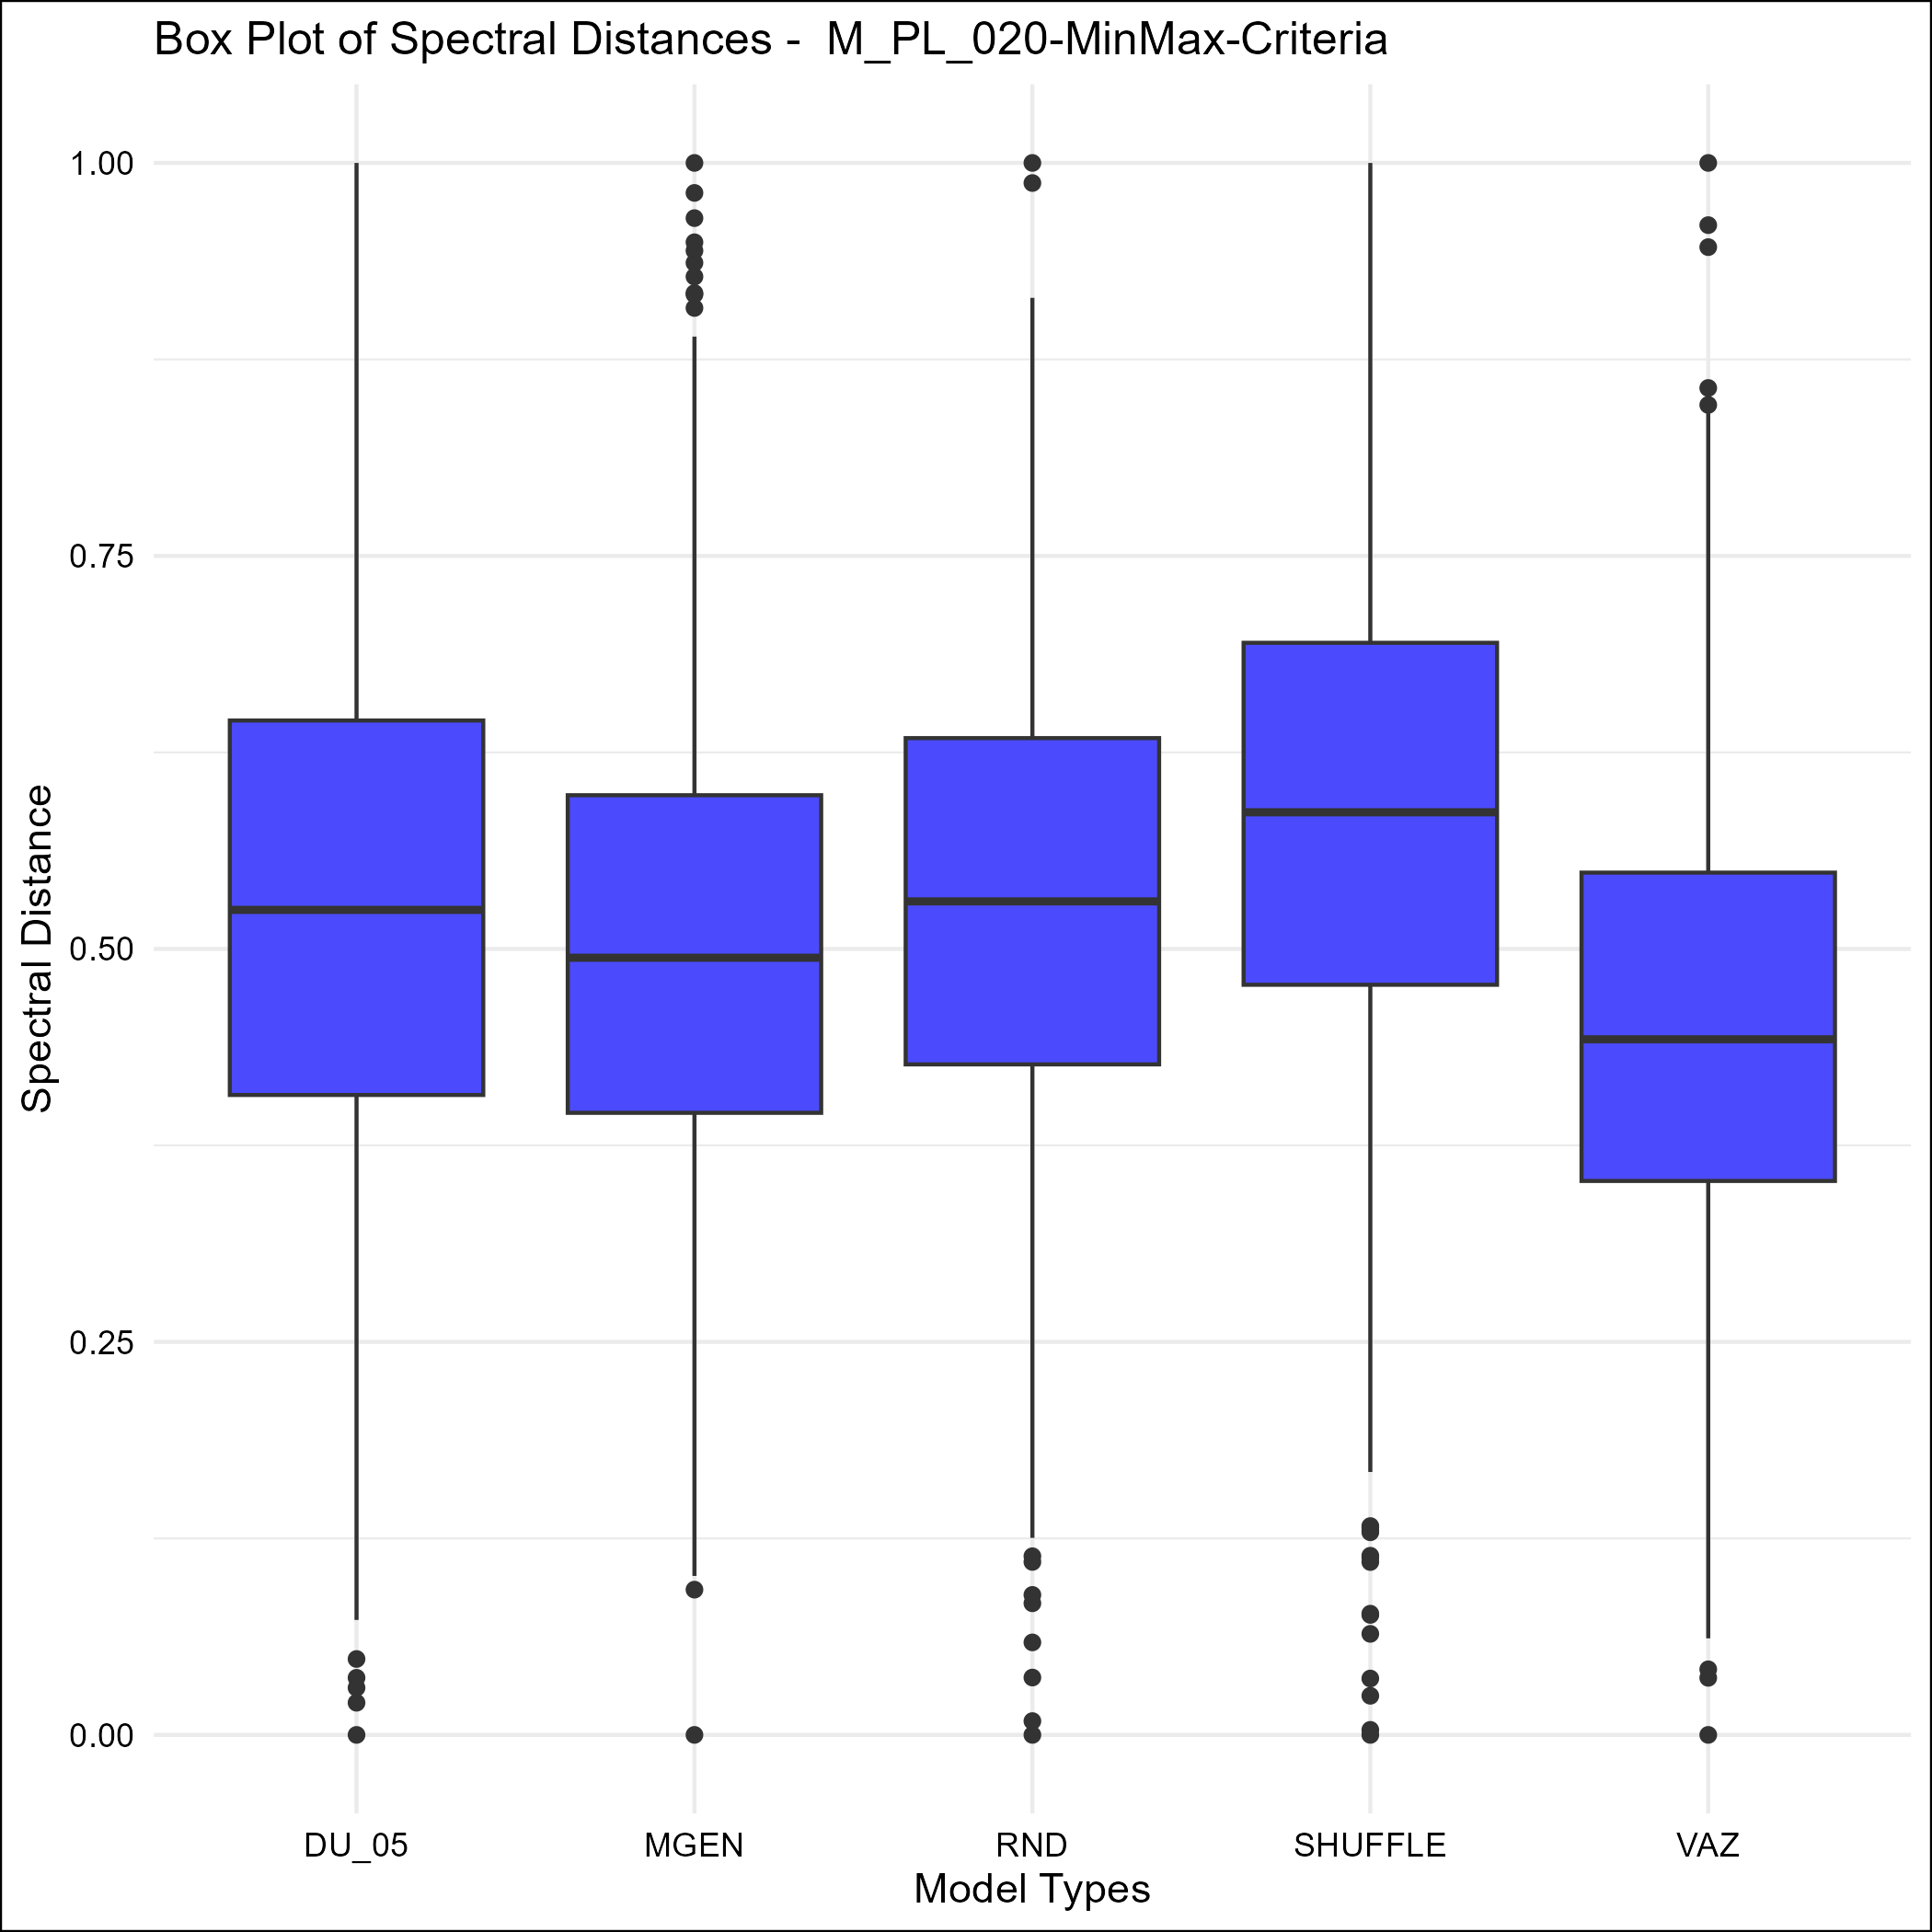 Box Plot of Spectral Distances -  M_PL_020-MinMax-Criteria
1.00
0.75
0.50
0.25
0.00
Spectral Distance
DU_05 MGEN RND SHUFFLE VAZ
Model Types